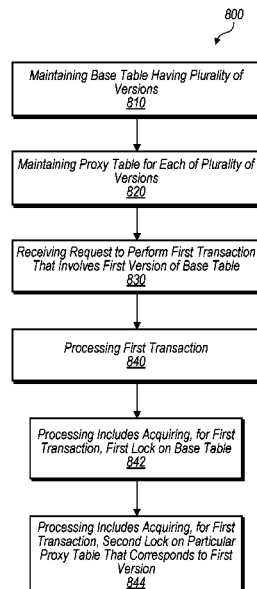 800
Maintaining Base Table Having Plurality of
Versions
810
Maintaining Proxy Table for Each of Plurality of
Versions
820
Receiving Request to Perform First Transaction
That Involves First Version of Base Table
830
Processing First Transaction
840
Processing Includes Acquiring, for First
Transaction, First Lock on Base Table
842
Processing Includes Acquiring, for First
Transaction, Second Lock on Particular
Proxy Table That Corresponds to First
Version
844